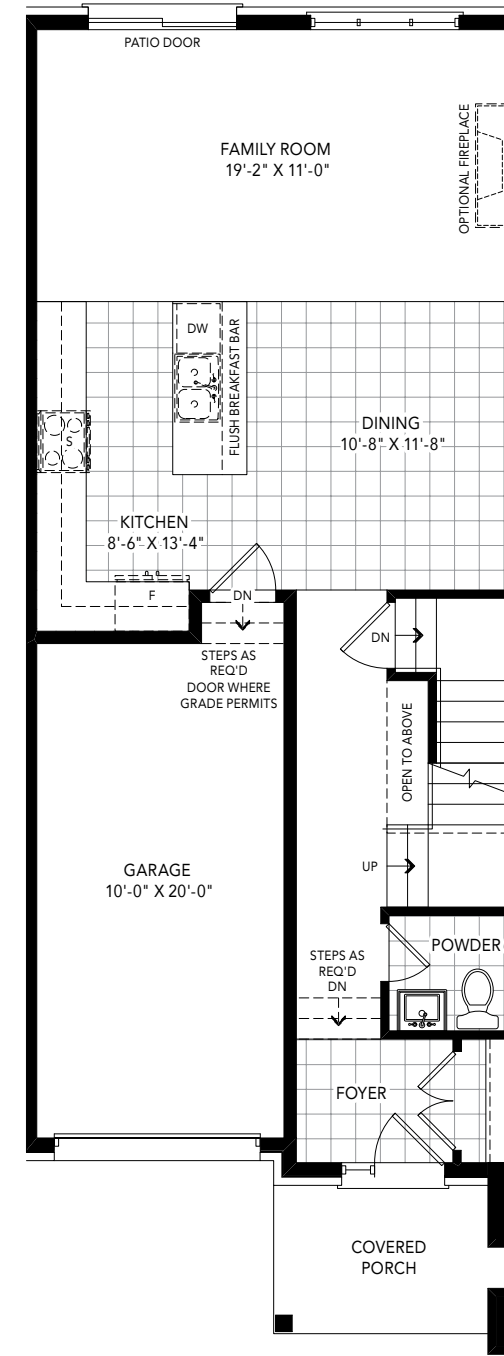 PATIO DOOR
FAMILY ROOM
19'-2" X 11'-0"
OPTIONAL FIREPLACE
DW
FLUSH BREAKFAST BAR
DINING
10'-8" X 11'-8"
S
KITCHEN
8'-6" X 13'-4"
F
DN
DN
STEPS AS
REQ'D
DOOR WHERE
GRADE PERMITS
OPEN TO ABOVE
UP
GARAGE
10'-0" X 20'-0"
POWDER
STEPS AS
REQ'D
DN
FOYER
COVERED
PORCH